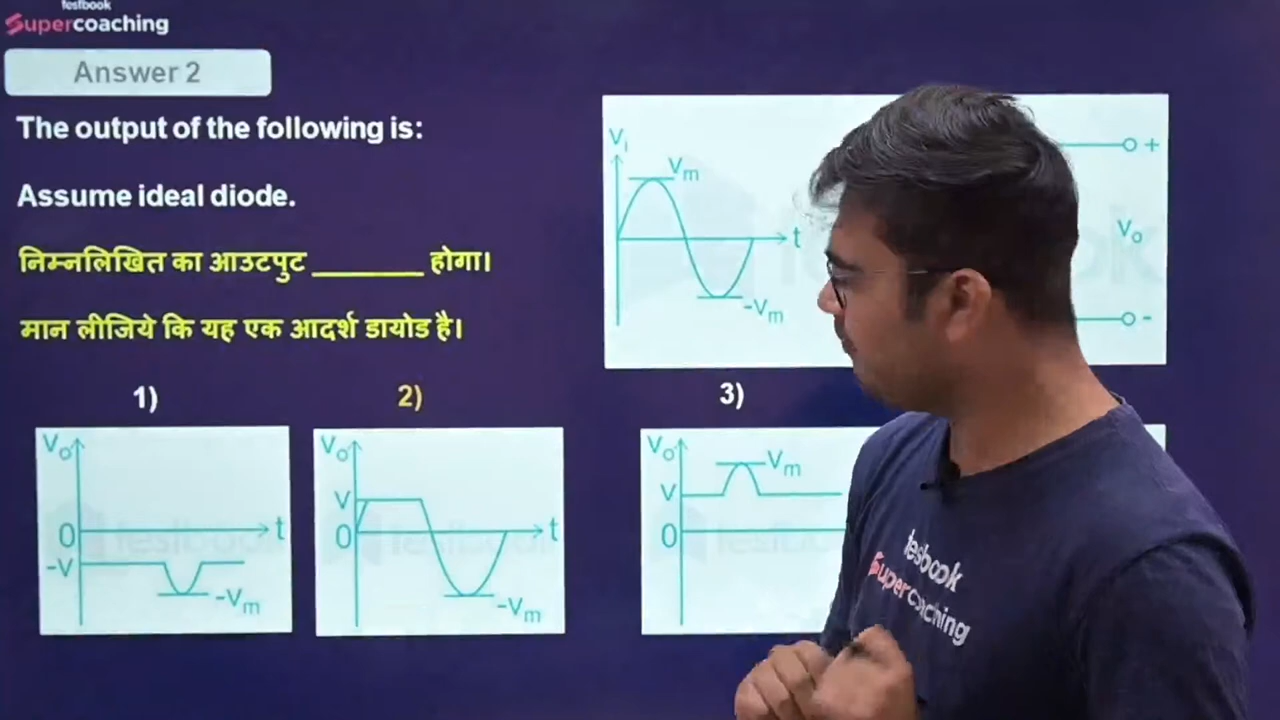 testbook
Supercoaching
Answer 2
The output of the following is:
Assume ideal diode.
निम्नलिखित का आउटपुट ________ होगा।
मान लीजिये कि यह एक आदर्श डायोड है।
Vi
Vm
t
-Vm
+
Vo
-
1)
2)
3)
Vo
0
-V
t
-Vm
Vo
V
0
t
-Vm
Vo
V
0
Vm
testbook
Supercoaching